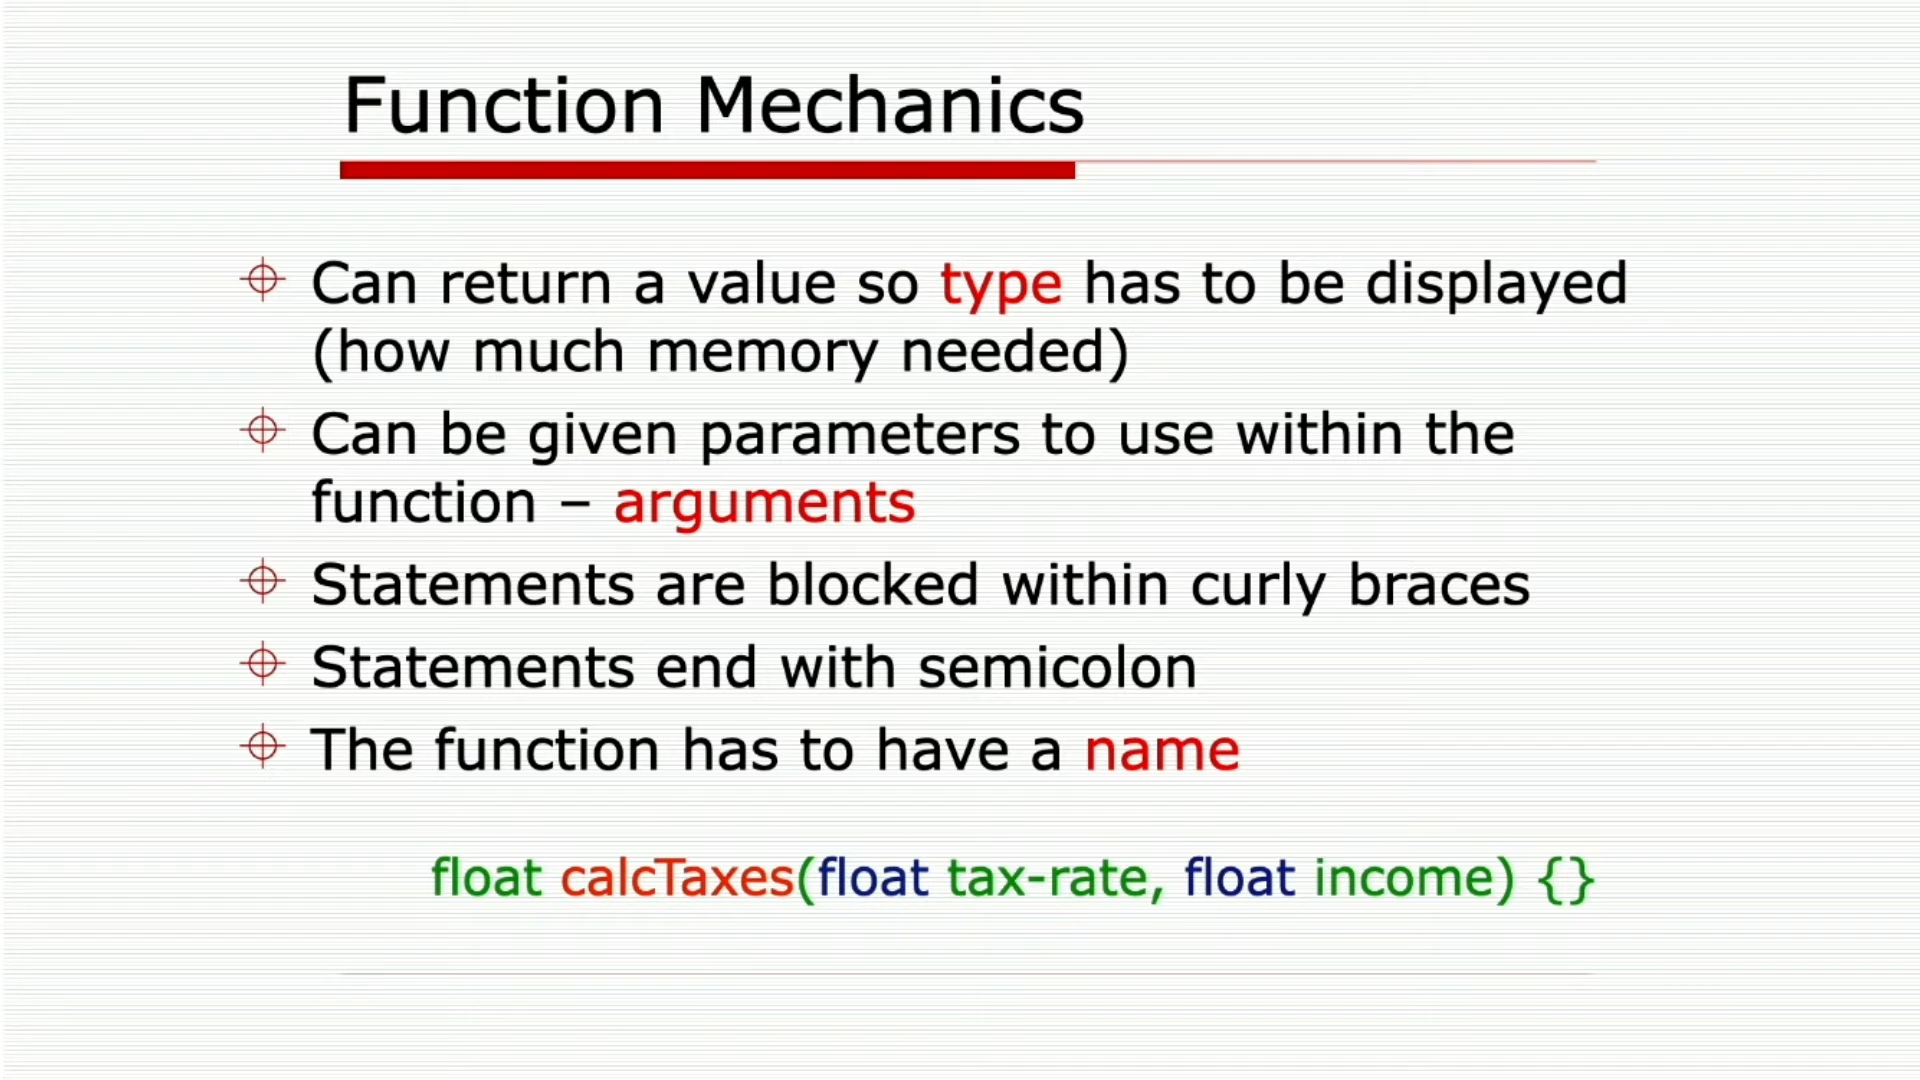 Function Mechanics
Can return a value so type has to be displayed
(how much memory needed)
Can be given parameters to use within the
function – arguments
Statements are blocked within curly braces
Statements end with semicolon
The function has to have a name
float calcTaxes(float tax-rate, float income) {}